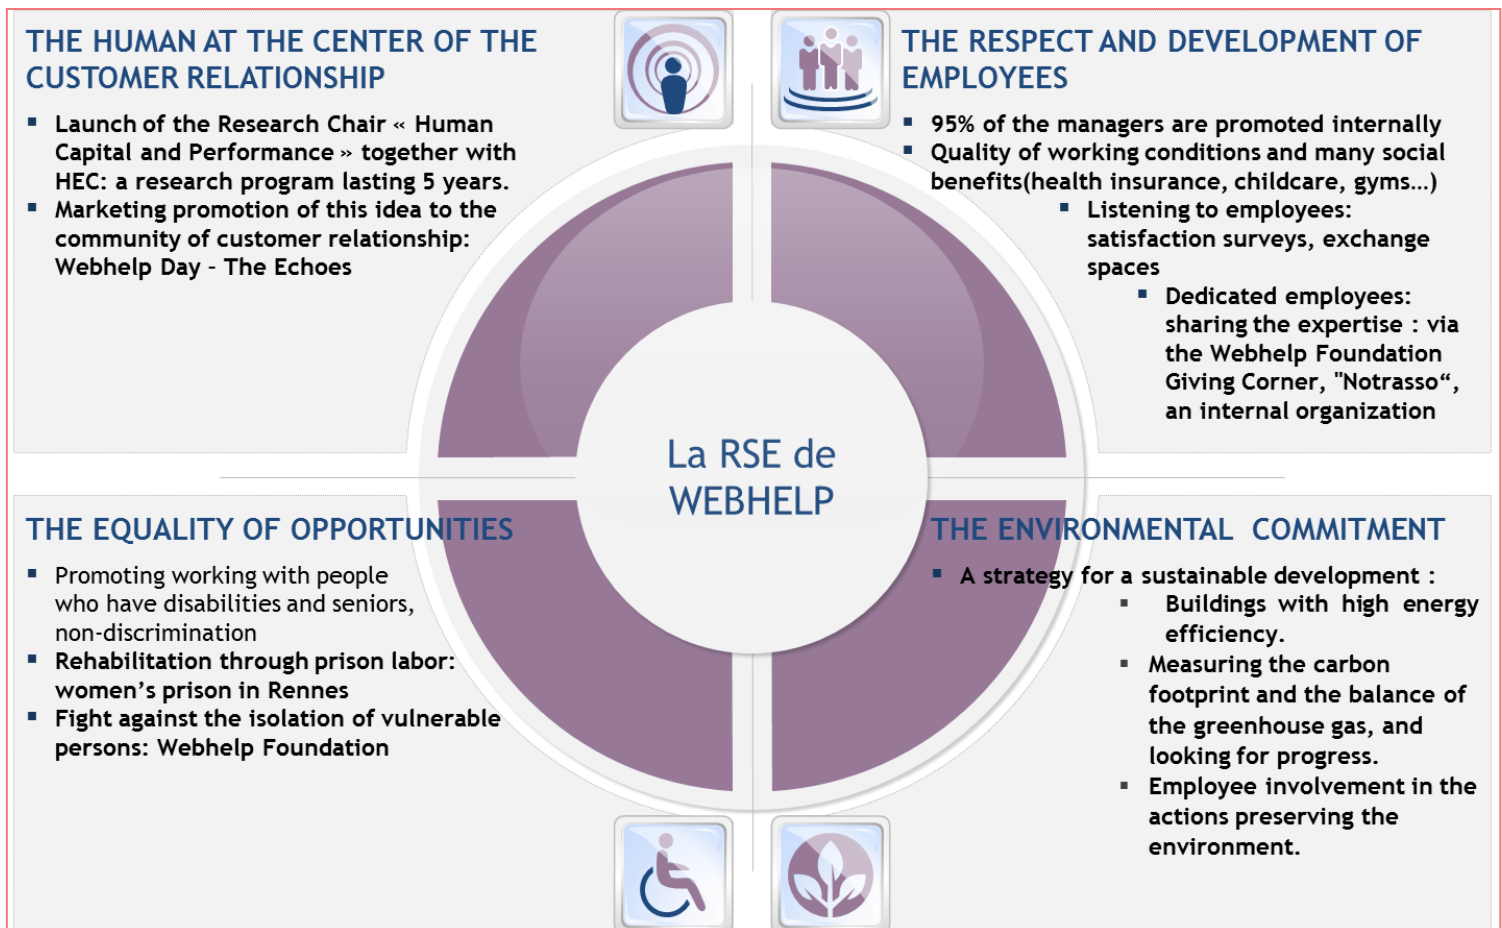 THE HUMAN AT THE CENTER OF THE
CUSTOMER RELATIONSHIP
▪ Launch of the Research Chair « Human
Capital and Performance » together with
HEC: a research program lasting 5 years.
▪ Marketing promotion of this idea to the
community of customer relationship:
Webhelp Day – The Echoes
THE RESPECT AND DEVELOPMENT OF
EMPLOYEES
▪ 95% of the managers are promoted internally
▪ Quality of working conditions and many social
benefits(health insurance, childcare, gyms…)
▪ Listening to employees:
satisfaction surveys, exchange
spaces
▪ Dedicated employees:
sharing the expertise : via
the Webhelp Foundation
Giving Corner, "Notrasso“,
an internal organization
La RSE de
WEBHELP
THE EQUALITY OF OPPORTUNITIES
▪ Promoting working with people
who have disabilities and seniors,
non-discrimination
▪ Rehabilitation through prison labor:
women’s prison in Rennes
▪ Fight against the isolation of vulnerable
persons: Webhelp Foundation
THE ENVIRONMENTAL COMMITMENT
▪ A strategy for a sustainable development :
▪ Buildings with high energy
efficiency.
▪ Measuring the carbon
footprint and the balance of
the greenhouse gas, and
looking for progress.
▪ Employee involvement in the
actions preserving the
environment.